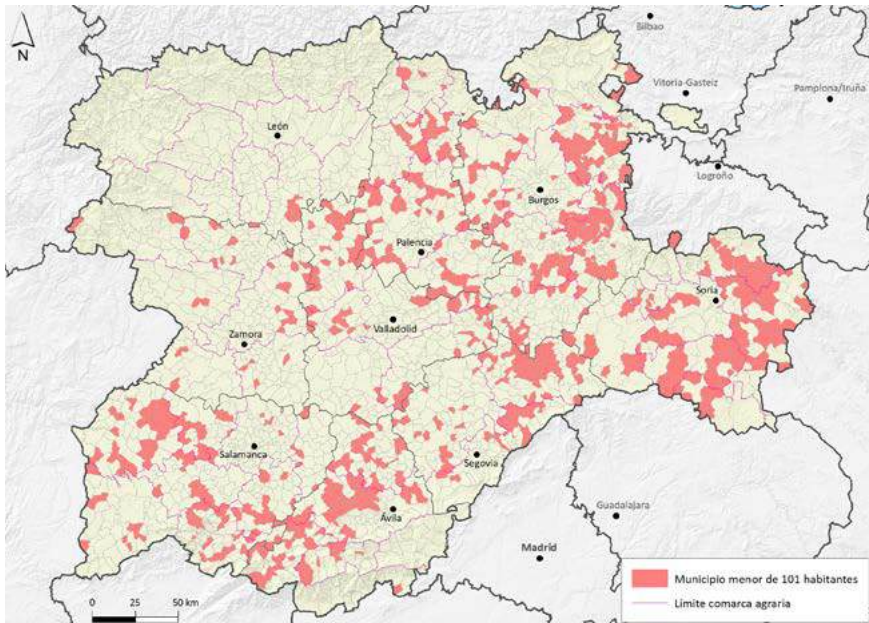 N
Bilbao
Vitoria-Gasteiz
Pamplona/Iruña
León
Logroño
Burgos
Palencia
Soria
Valladolid
Zamora
Salamanca
Segovia
Ávila
Guadalajara
Madrid
0 25 50 km
Municipio menor de 101 habitantes
Límite comarca agraria